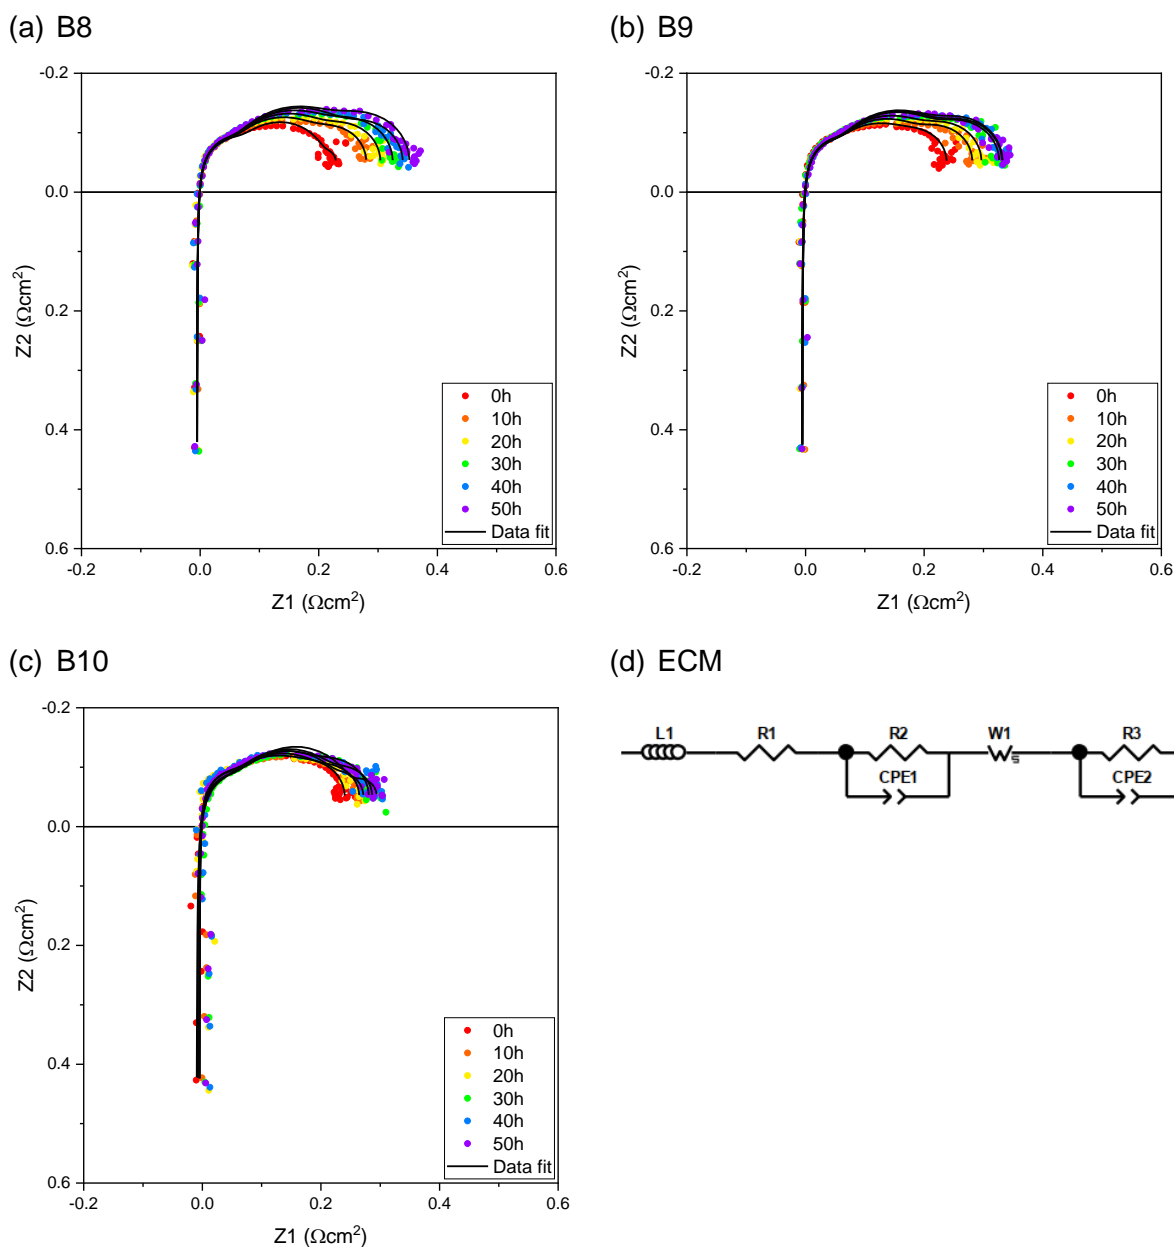 (a) B8
-0.2
0.0
0.2
0.4
0.6
Z2 (Ωcm²)
0h
10h
20h
30h
40h
50h
Data fit
-0.2 0.0 0.2 0.4 0.6
Z1 (Ωcm²)
(b) B9
-0.2
0.0
0.2
0.4
0.6
Z2 (Ωcm²)
0h
10h
20h
30h
40h
50h
Data fit
-0.2 0.0 0.2 0.4 0.6
Z1 (Ωcm²)
(c) B10
-0.2
0.0
0.2
0.4
0.6
Z2 (Ωcm²)
0h
10h
20h
30h
40h
50h
Data fit
-0.2 0.0 0.2 0.4 0.6
Z1 (Ωcm²)
(d) ECM
L1 R1 R2 W1 R3
CPE1 CPE2